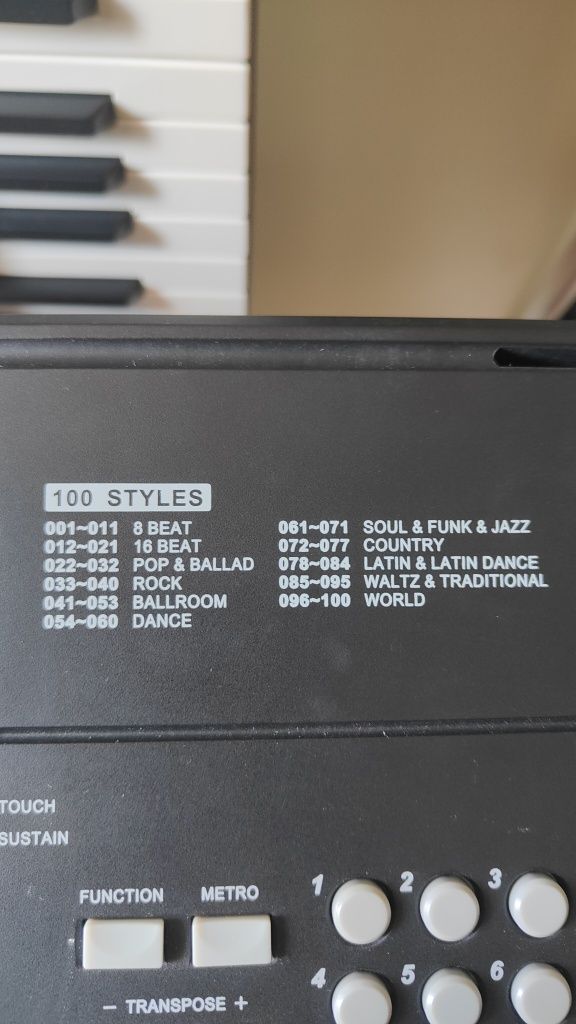 100 STYLES
001~011 8 BEAT
012~021 16 BEAT
022~032 POP & BALLAD
033~040 ROCK
041~053 BALLROOM
054~060 DANCE
061~071 SOUL & FUNK & JAZZ
072~077 COUNTRY
078~084 LATIN & LATIN DANCE
085~095 WALTZ & TRADITIONAL
096~100 WORLD
TOUCH
SUSTAIN
FUNCTION METRO
1 2 3
4 5 6
− TRANSPOSE +